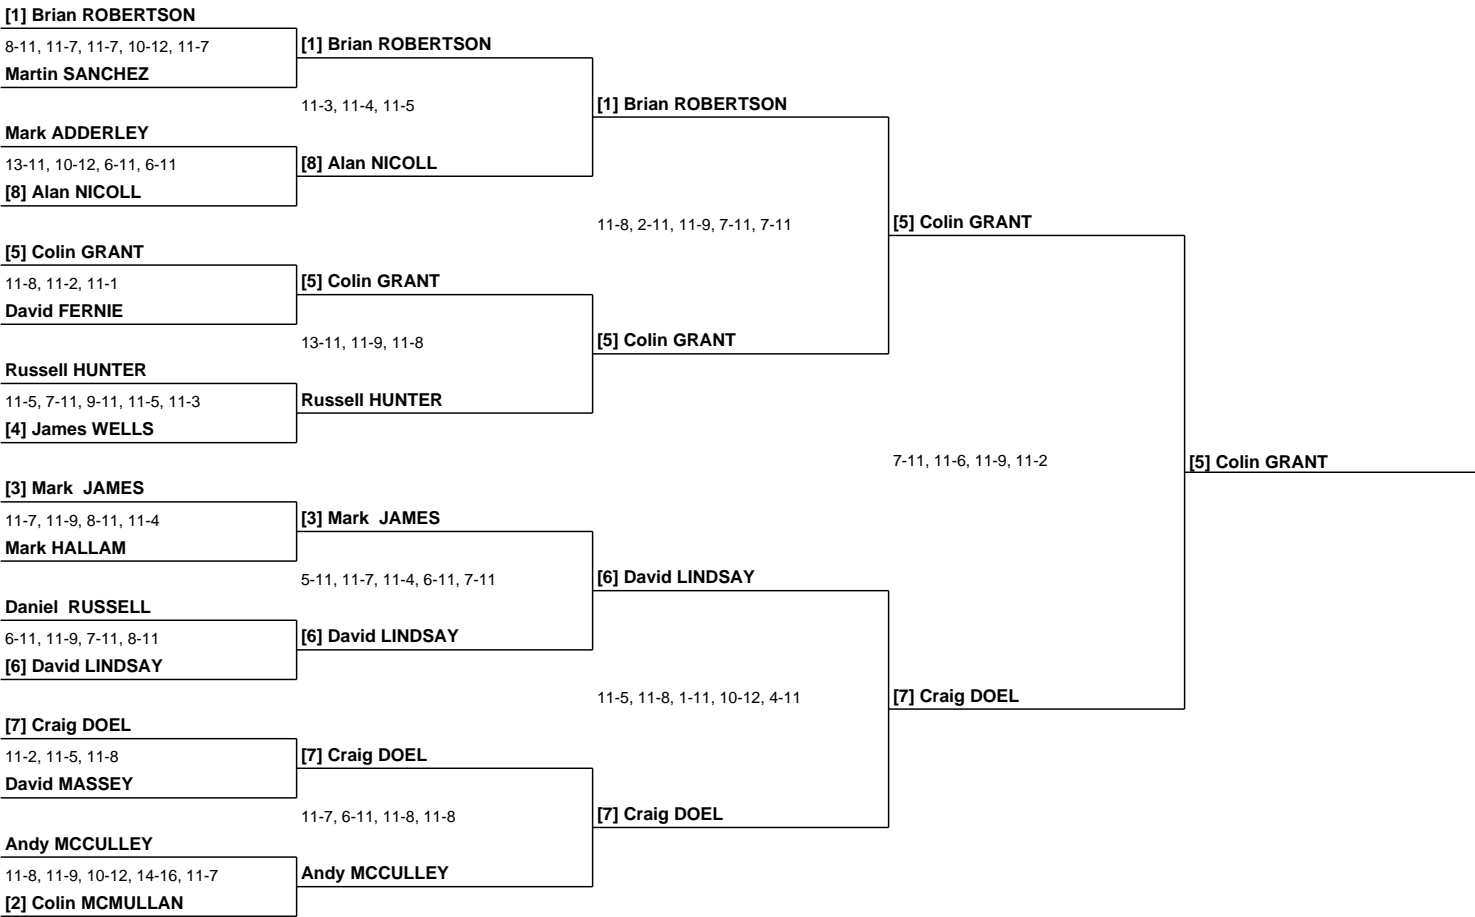 [1] Brian ROBERTSON
8-11, 11-7, 11-7, 10-12, 11-7
Martin SANCHEZ
Mark ADDERLEY
13-11, 10-12, 6-11, 6-11
[8] Alan NICOLL
[5] Colin GRANT
11-8, 11-2, 11-1
David FERNIE
Russell HUNTER
11-5, 7-11, 9-11, 11-5, 11-3
[4] James WELLS
[3] Mark  JAMES
11-7, 11-9, 8-11, 11-4
Mark HALLAM
Daniel  RUSSELL
6-11, 11-9, 7-11, 8-11
[6] David LINDSAY
[7] Craig DOEL
11-2, 11-5, 11-8
David MASSEY
Andy MCCULLEY
11-8, 11-9, 10-12, 14-16, 11-7
[2] Colin MCMULLAN
[1] Brian ROBERTSON
11-3, 11-4, 11-5
[8] Alan NICOLL
[5] Colin GRANT
13-11, 11-9, 11-8
Russell HUNTER
[3] Mark  JAMES
5-11, 11-7, 11-4, 6-11, 7-11
[6] David LINDSAY
[7] Craig DOEL
11-7, 6-11, 11-8, 11-8
Andy MCCULLEY
[1] Brian ROBERTSON
11-8, 2-11, 11-9, 7-11, 7-11
[5] Colin GRANT
[6] David LINDSAY
11-5, 11-8, 1-11, 10-12, 4-11
[7] Craig DOEL
[5] Colin GRANT
7-11, 11-6, 11-9, 11-2
[7] Craig DOEL
[5] Colin GRANT